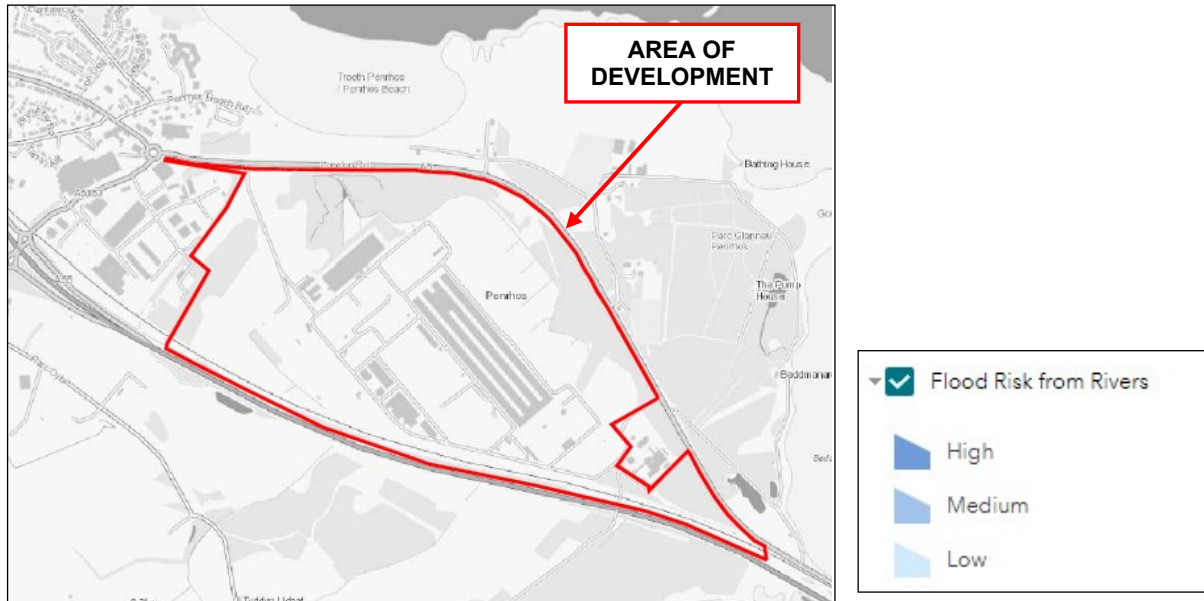 AREA OF
DEVELOPMENT
Traeth Penrhos
/ Penrhos Beach
Penrhos Beach Rd
Bathing House
A5153
A5
Parc Glannau
Penrhos
The Pump
House
A55
Penrhos
Beddmanarc
Flood Risk from Rivers
High
Medium
Low